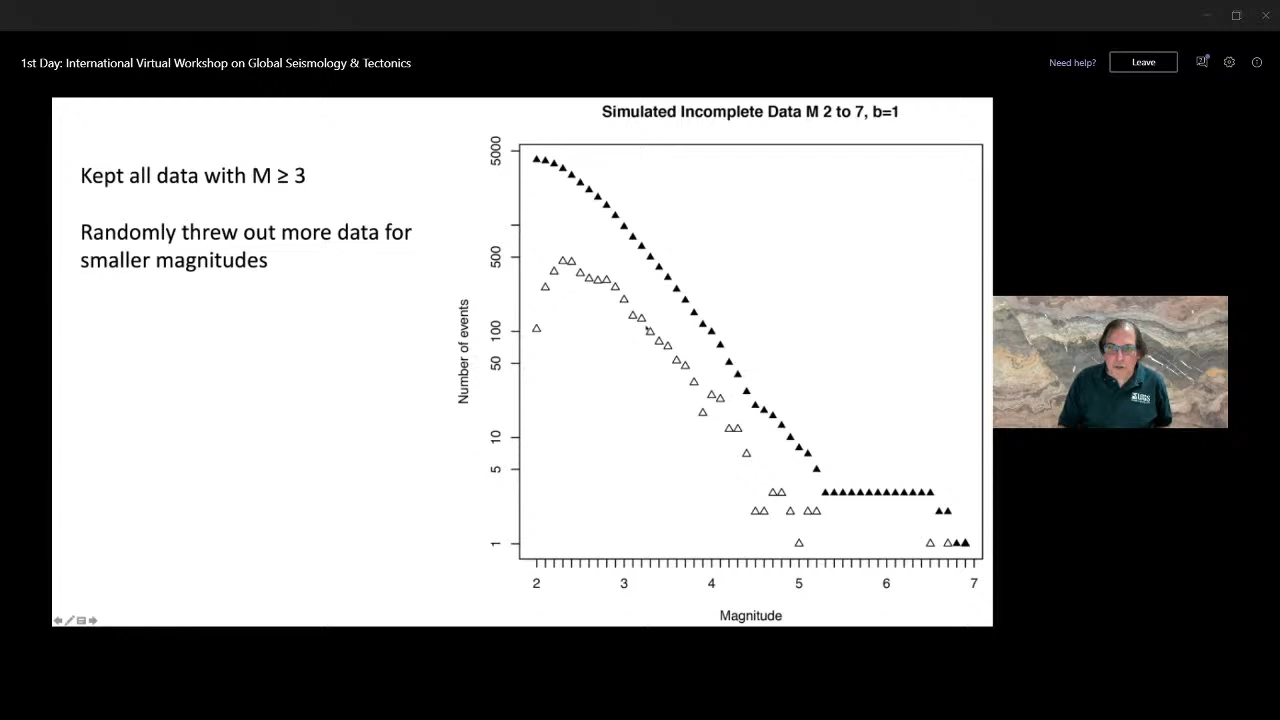 1st Day: International Virtual Workshop on Global Seismology & Tectonics
Need help?
Leave
Simulated Incomplete Data M 2 to 7, b=1
Kept all data with M ≥ 3
Randomly threw out more data for
smaller magnitudes
Number of events
5000
500
100
50
10
5
1
2 3 4 5 6 7
Magnitude
USGS